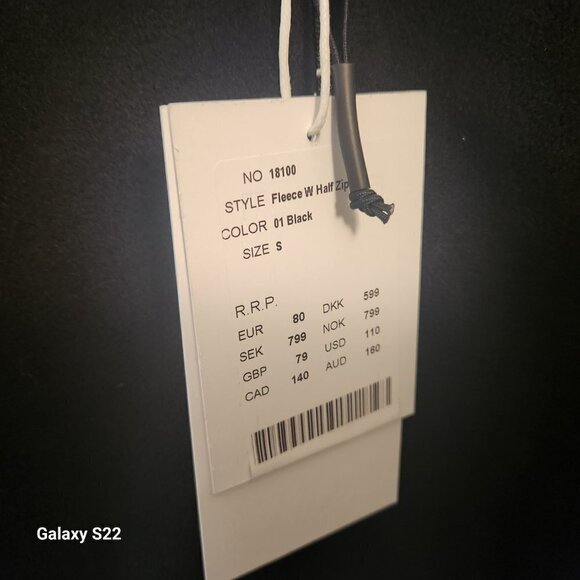 NO 18100
STYLE Fleece W Half Zip
COLOR 01 Black
SIZE S
R.R.P.
EUR 80 DKK 599
SEK 799 NOK 799
GBP 79 USD 110
CAD 140 AUD 160
Galaxy S22